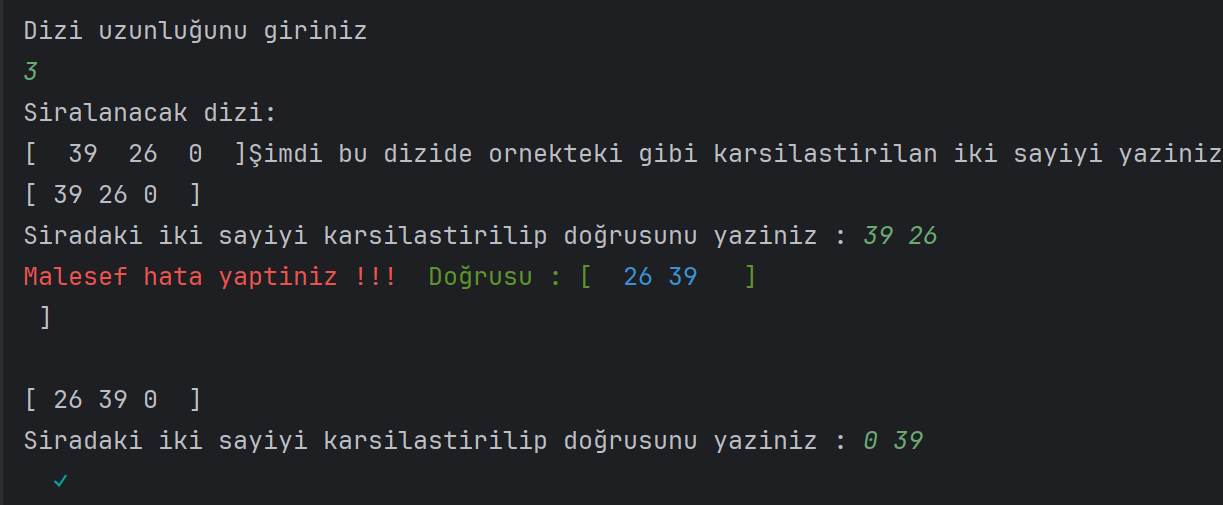 Dizi uzunluğunu giriniz
3
Siralanacak dizi:
[  39  26  0  ]Şimdi bu dizide ornekteki gibi karsilastirilan iki sayiyi yaziniz
[ 39 26 0  ]
Siradaki iki sayiyi karsilastirilip doğrusunu yaziniz : 39 26
Malesef hata yaptiniz !!!  Doğrusu : [  26 39   ]
 ]
[ 26 39 0  ]
Siradaki iki sayiyi karsilastirilip doğrusunu yaziniz : 0 39
✓